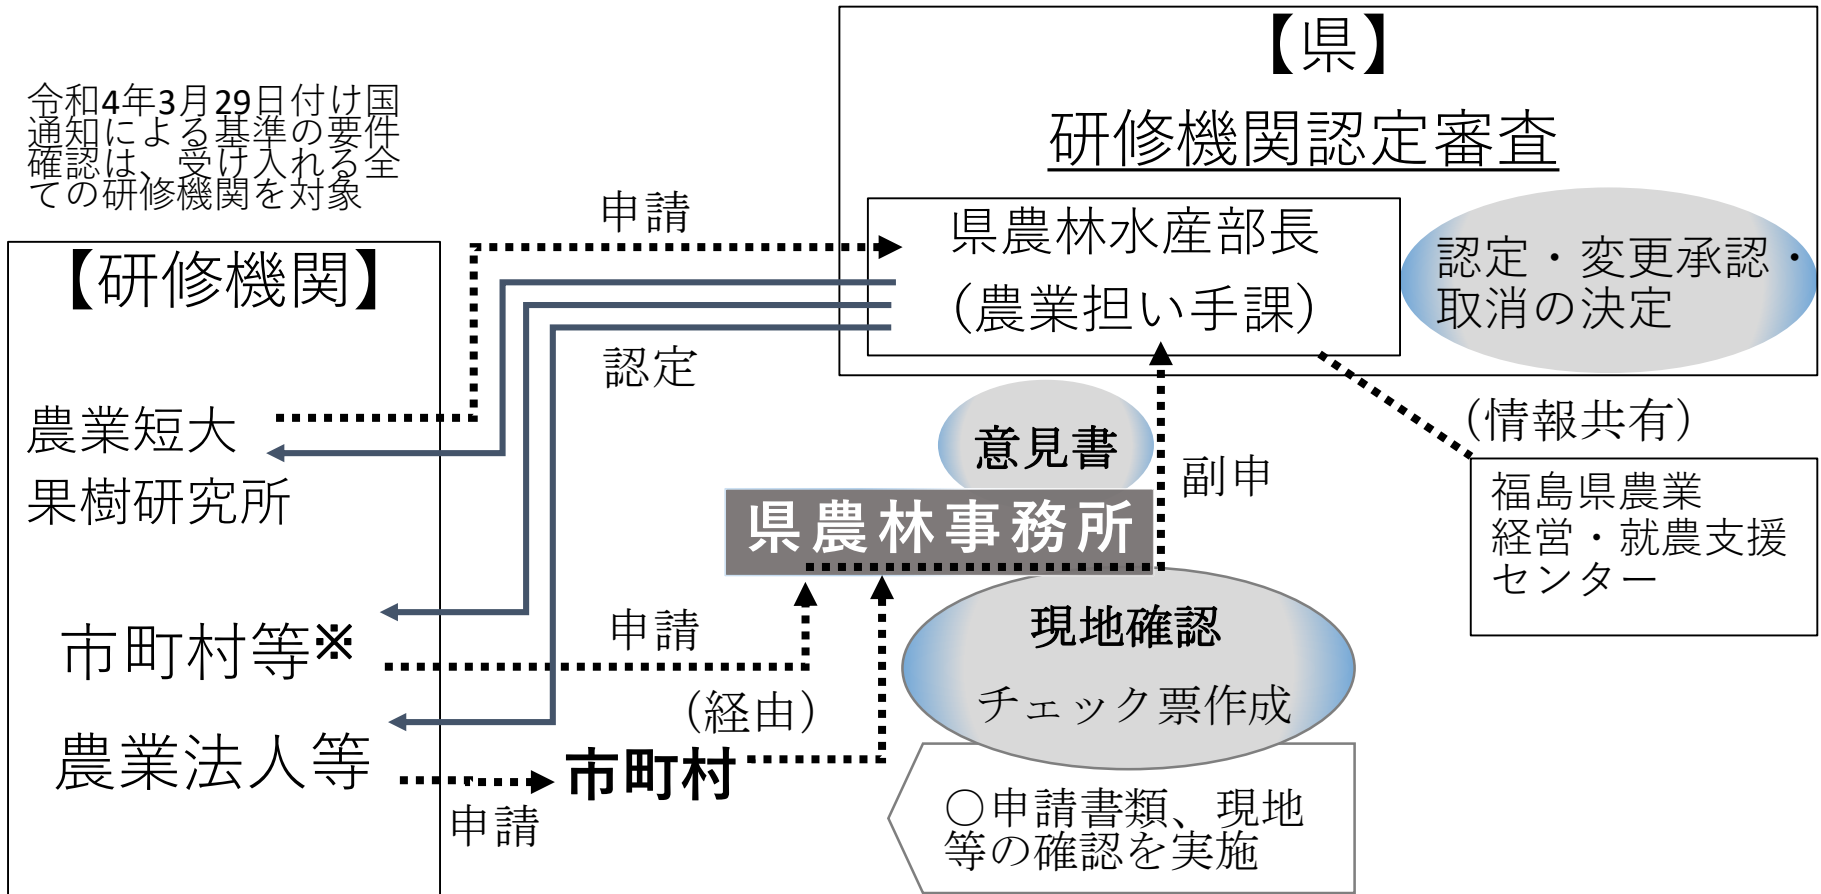 令和4年3月29日付け国
通知による基準の要件
確認は、受け入れる全
ての研修機関を対象
【県】
研修機関認定審査
県農林水産部長
(農業担い手課)
認定・変更承認・
取消の決定
申請
認定
【研修機関】
農業短大
果樹研究所
市町村等※
農業法人等
意見書
副申
(情報共有)
福島県農業
経営・就農支援
センター
県農林事務所
申請
(経由)
現地確認
チェック票作成
市町村
申請
○申請書類、現地
等の確認を実施